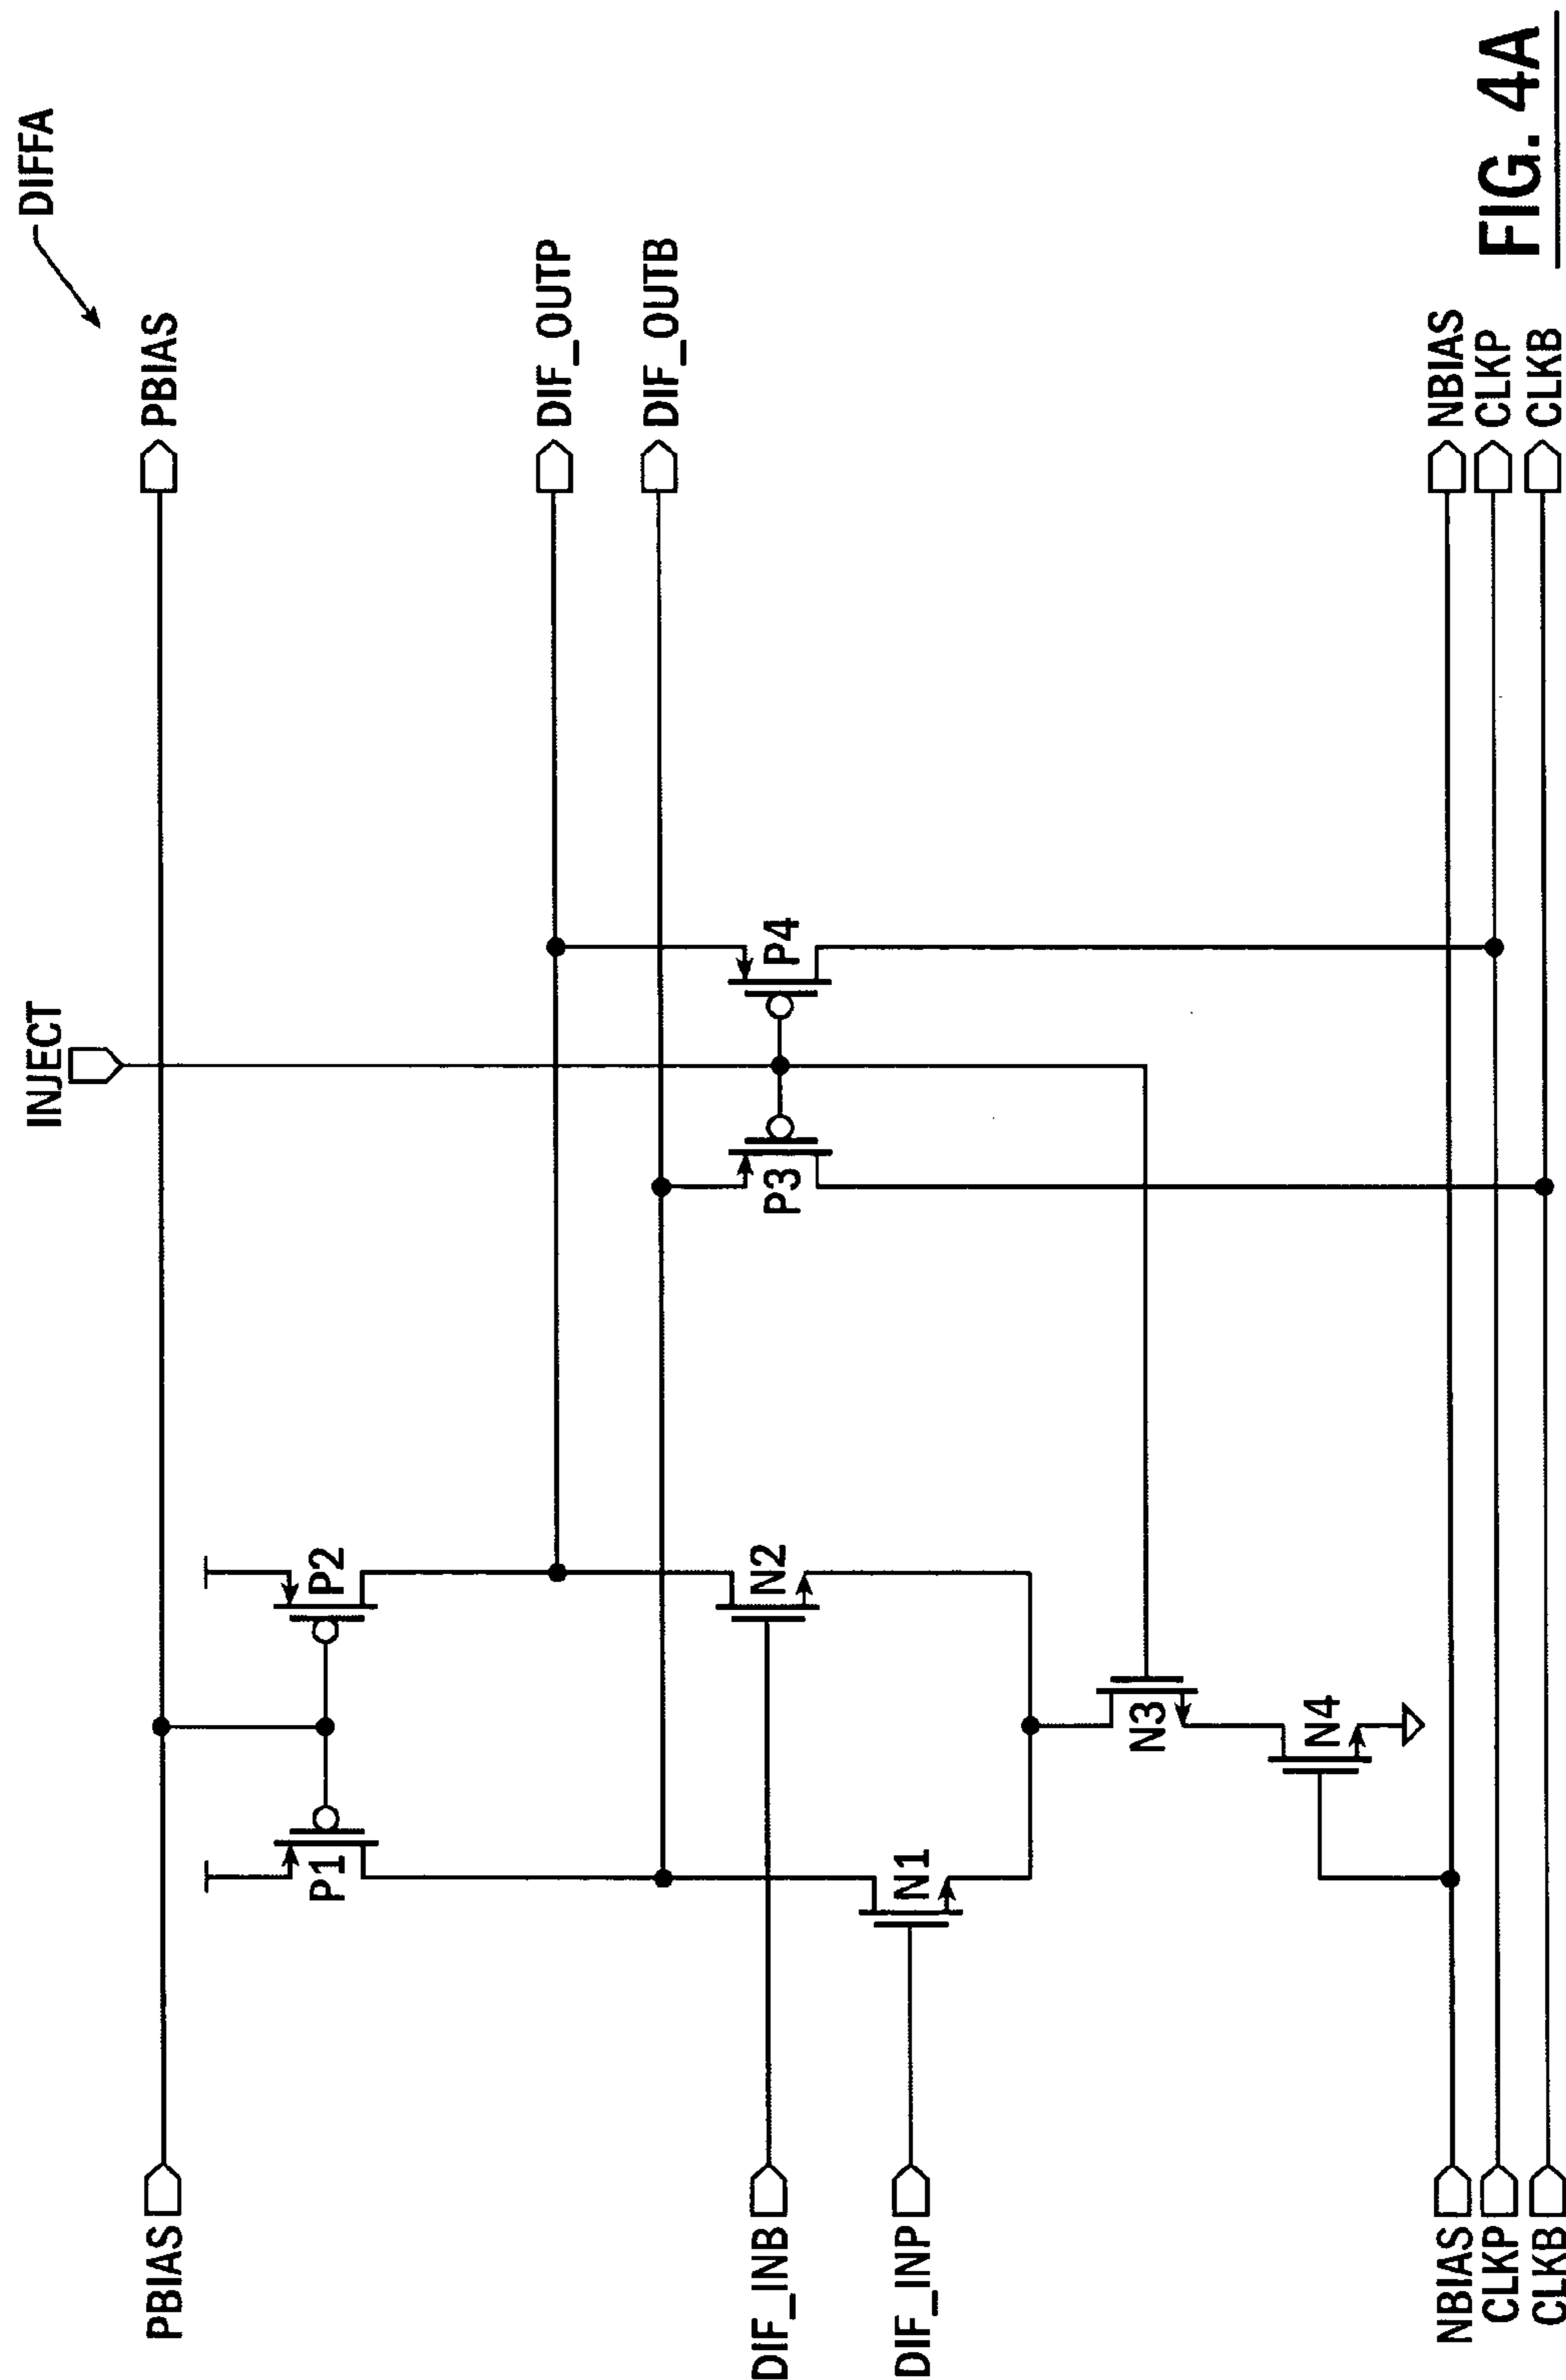 DIFFA
INJECT
PBIAS
PBIAS
P1
P2
DIF_OUTP
DIF_OUTB
DIF_INB
N2
P3
P4
DIF_INP
N1
N3
N4
NBIAS
NBIAS
CLKP
CLKP
CLKB
CLKB
FIG. 4A